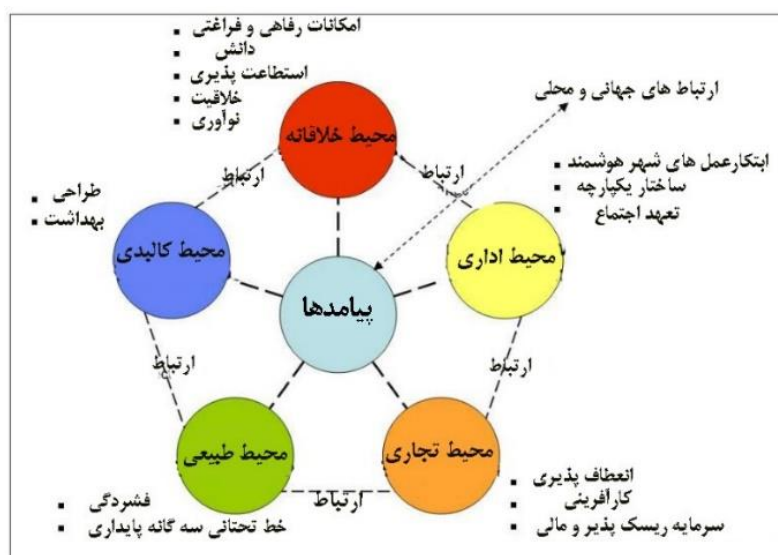 امکانات رفاهی و فراغتی
دانش
استطاعت پذیری
خلاقیت
نوآوری
ارتباط های جهانی و محلی
محیط خلاقانه
ارتباط
ارتباط
ابتکارعمل های شهر هوشمند
ساختار یکپارچه
تعهد اجتماع
طراحی
بهداشت
محیط اداری
محیط کالبدی
پیامدها
ارتباط
ارتباط
محیط تجاری
محیط طبیعی
انعطاف پذیری
کارآفرینی
سرمایه ریسک پذیر و مالی
ارتباط
فشردگی
خط تحتانی سه گانه پایداری